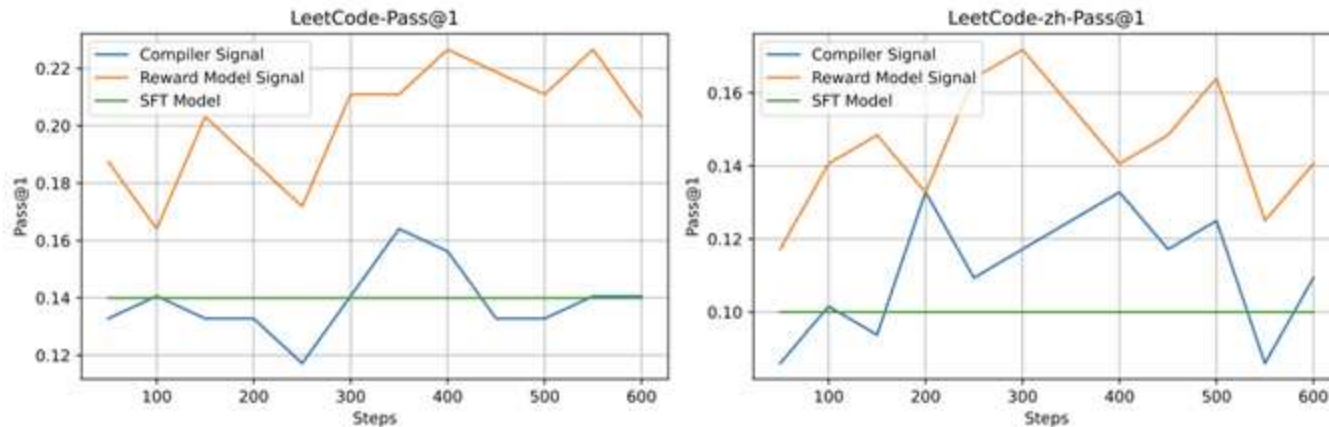 LeetCode-Pass@1
Compiler Signal
Reward Model Signal
SFT Model
0.22
0.20
0.18
0.16
0.14
0.12
Pass@1
100 200 300 400 500 600
Steps
LeetCode-zh-Pass@1
Compiler Signal
Reward Model Signal
SFT Model
0.16
0.14
0.12
0.10
Pass@1
100 200 300 400 500 600
Steps